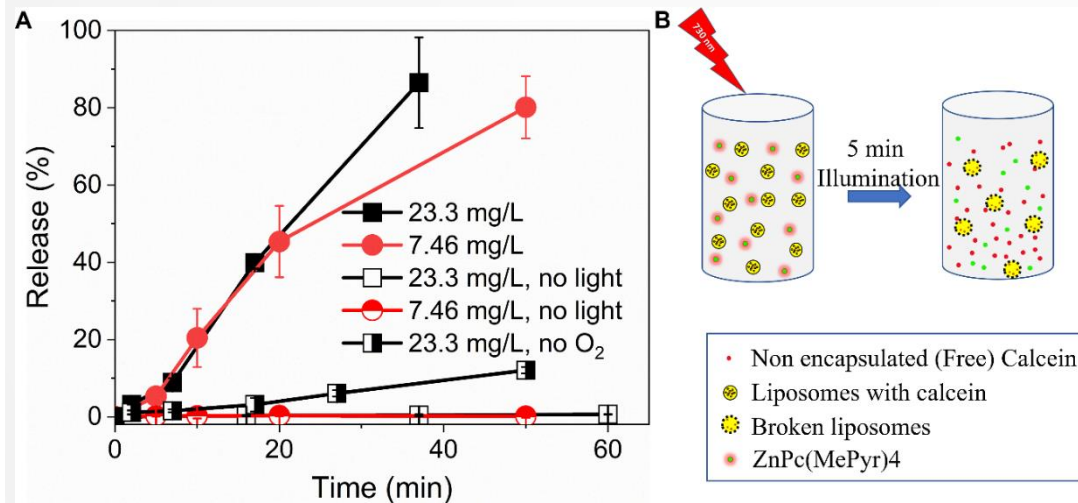 A
Release (%)
100
80
60
40
20
0
0
20
40
60
Time (min)
23.3 mg/L
7.46 mg/L
23.3 mg/L, no light
7.46 mg/L, no light
23.3 mg/L, no O₂
B
730 nm
5 min
Illumination
Non encapsulated (Free) Calcein
Liposomes with calcein
Broken liposomes
ZnPc(MePyr)4